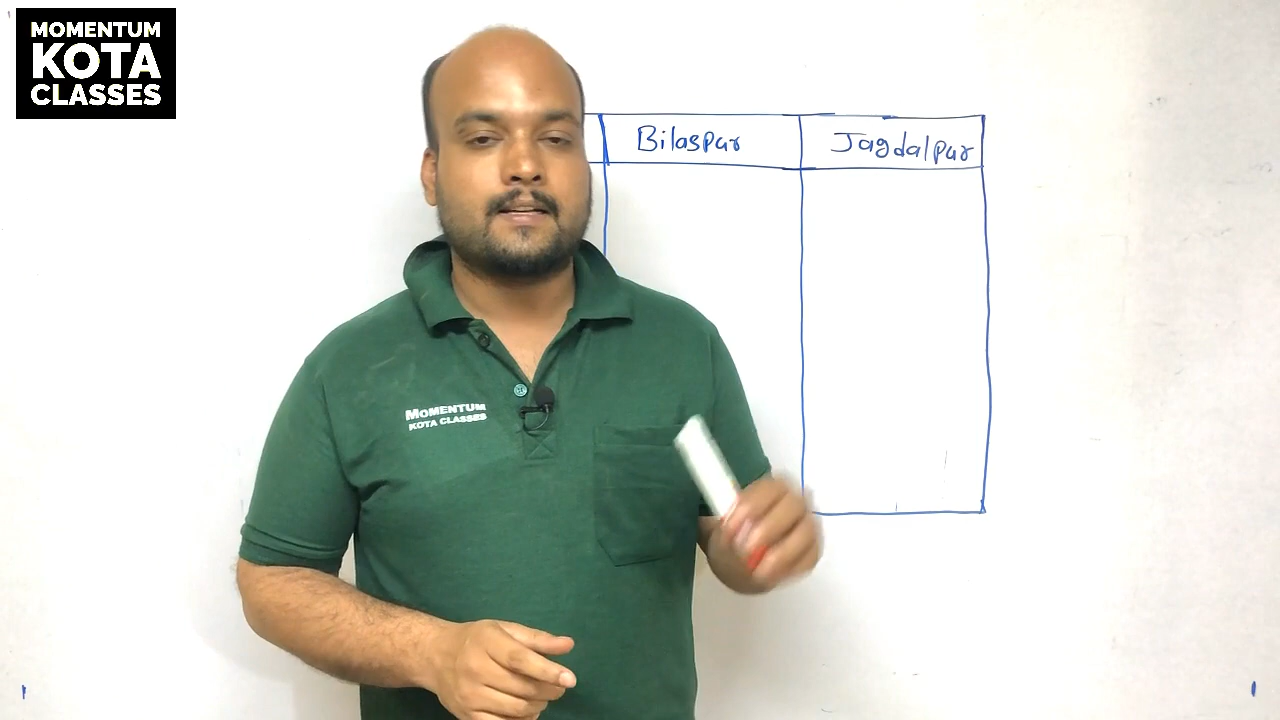 MOMENTUM
KOTA
CLASSES
Bilaspur
Jagdalpur
MOMENTUM
KOTA CLASSES